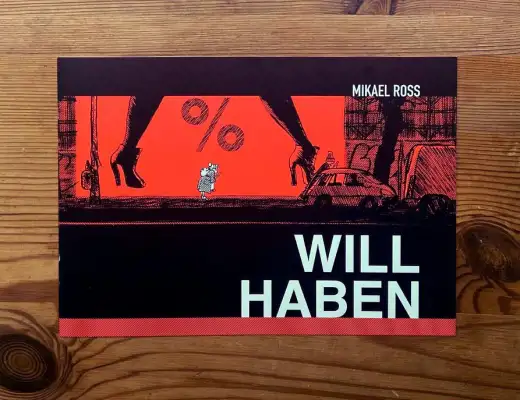 MIKAEL ROSS
%
WILL
HABEN